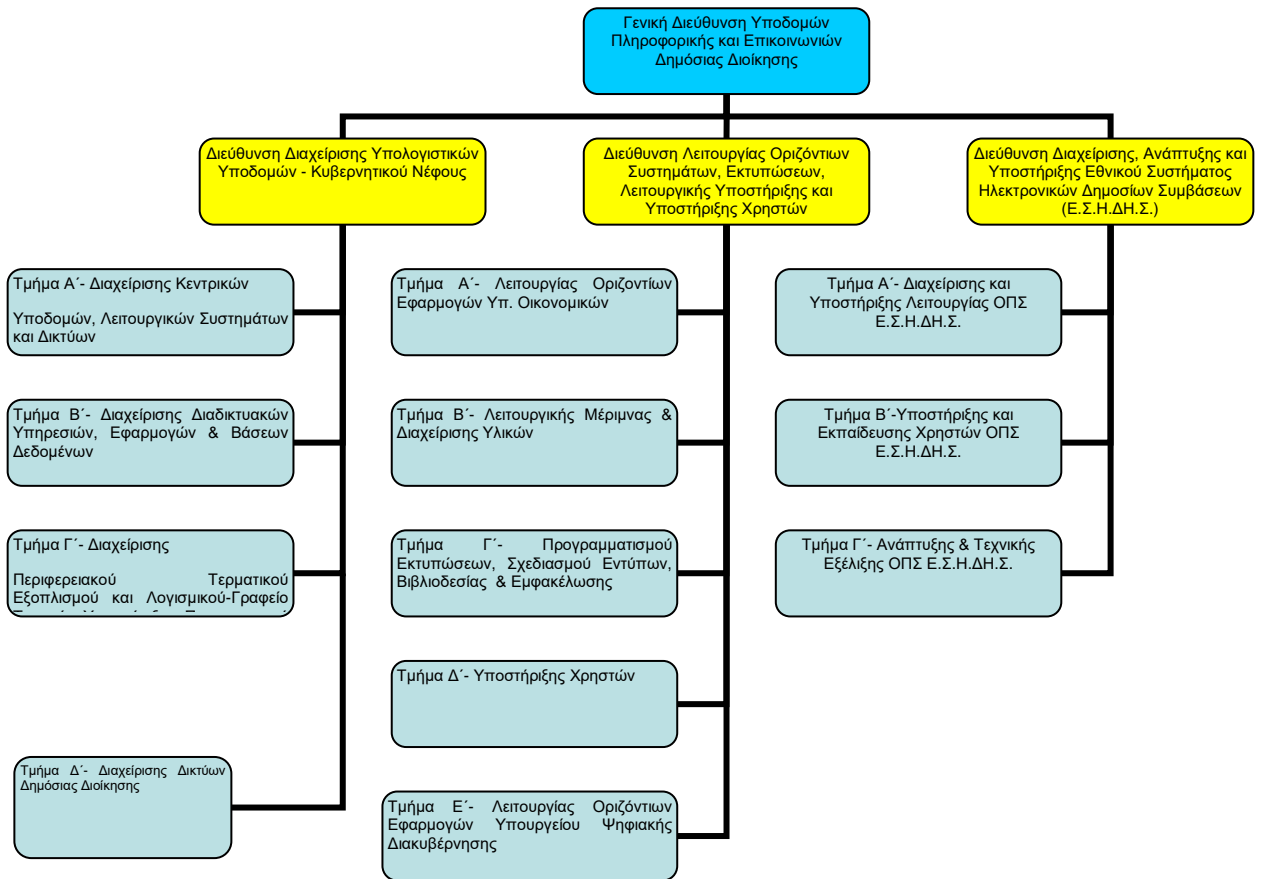 Γενική Διεύθυνση Υποδομών
Πληροφορικής και Επικοινωνιών
Δημόσιας Διοίκησης
Διεύθυνση Διαχείρισης Υπολογιστικών
Υποδομών - Κυβερνητικού Νέφους
Διεύθυνση Λειτουργίας Οριζόντιων
Συστημάτων, Εκτυπώσεων,
Λειτουργικής Υποστήριξης και
Υποστήριξης Χρηστών
Διεύθυνση Διαχείρισης, Ανάπτυξης και
Υποστήριξης Εθνικού Συστήματος
Ηλεκτρονικών Δημοσίων Συμβάσεων
(Ε.Σ.Η.ΔΗ.Σ.)
Τμήμα Α΄- Διαχείρισης Κεντρικών
Υποδομών, Λειτουργικών Συστημάτων
και Δικτύων
Τμήμα Β΄- Διαχείρισης Διαδικτυακών
Υπηρεσιών, Εφαρμογών & Βάσεων
Δεδομένων
Τμήμα Γ΄- Διαχείρισης
Περιφερειακού Τερματικού
Εξοπλισμού και Λογισμικού-Γραφείο
Τμήμα Δ΄- Διαχείρισης Δικτύων
Δημόσιας Διοίκησης
Τμήμα Α΄- Λειτουργίας Οριζοντίων
Εφαρμογών Υπ. Οικονομικών
Τμήμα Β΄- Λειτουργικής Μέριμνας &
Διαχείρισης Υλικών
Τμήμα Γ΄- Προγραμματισμού
Εκτυπώσεων, Σχεδιασμού Εντύπων,
Βιβλιοδεσίας & Εμφακέλωσης
Τμήμα Δ΄- Υποστήριξης Χρηστών
Τμήμα Ε΄- Λειτουργίας Οριζόντιων
Εφαρμογών Υπουργείου Ψηφιακής
Διακυβέρνησης
Τμήμα Α΄- Διαχείρισης και
Υποστήριξης Λειτουργίας ΟΠΣ
Ε.Σ.Η.ΔΗ.Σ.
Τμήμα Β΄-Υποστήριξης και
Εκπαίδευσης Χρηστών ΟΠΣ
Ε.Σ.Η.ΔΗ.Σ.
Τμήμα Γ΄- Ανάπτυξης & Τεχνικής
Εξέλιξης ΟΠΣ Ε.Σ.Η.ΔΗ.Σ.